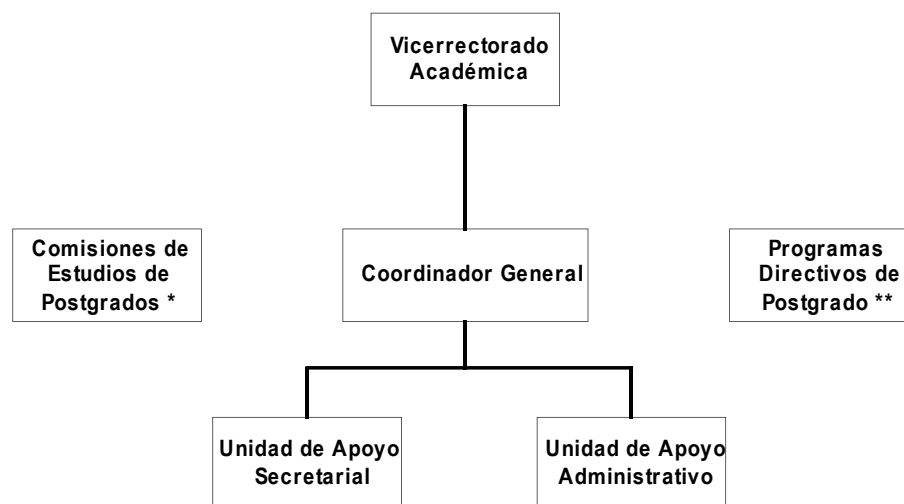 Vicerrectorado
Académica
Comisiones de
Estudios de
Postgrados *
Coordinador General
Programas
Directivos de
Postgrado **
Unidad de Apoyo
Secretarial
Unidad de Apoyo
Administrativo